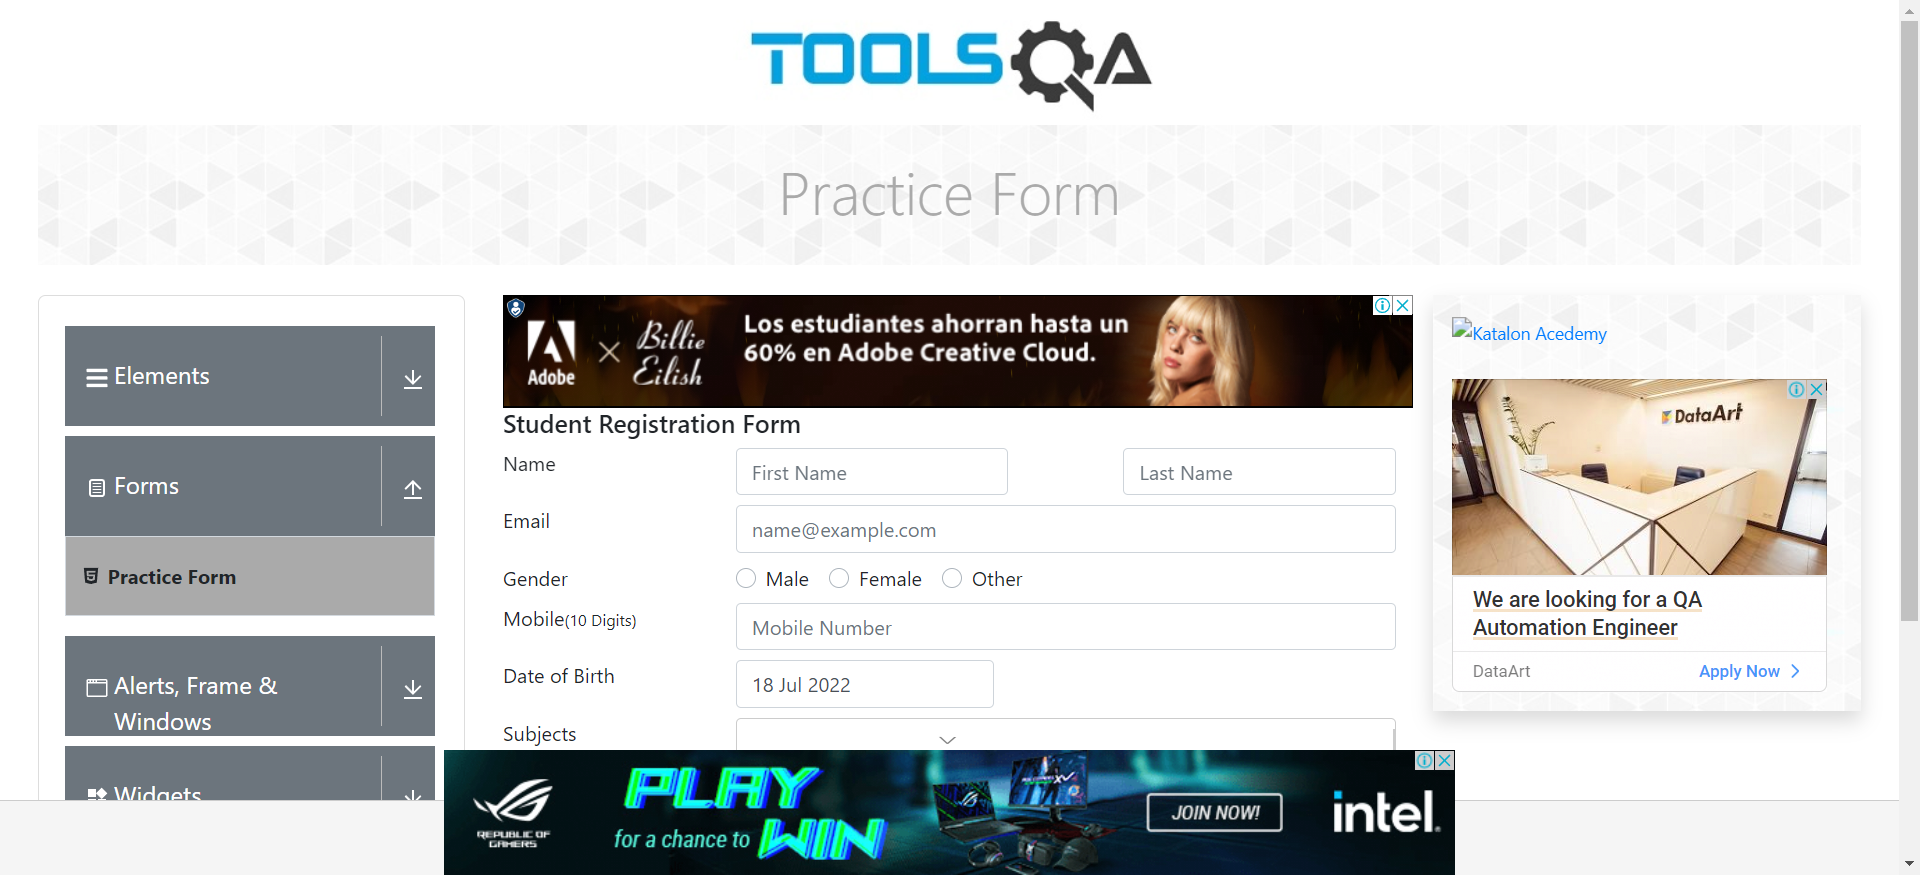 TOOLSQA
Practice Form
Elements
Forms
Practice Form
Alerts, Frame &
Windows
Widgets
Adobe
Billie
Eilish
Los estudiantes ahorran hasta un
60% en Adobe Creative Cloud.
Student Registration Form
Name
First Name
Last Name
Email
name@example.com
Gender
Male
Female
Other
Mobile(10 Digits)
Mobile Number
Date of Birth
18 Jul 2022
Subjects
Katalon Acedemy
DataArt
We are looking for a QA
Automation Engineer
DataArt
Apply Now
REPUBLIC OF
GAMERS
PLAY
for a chance to WIN
JOIN NOW!
intel.